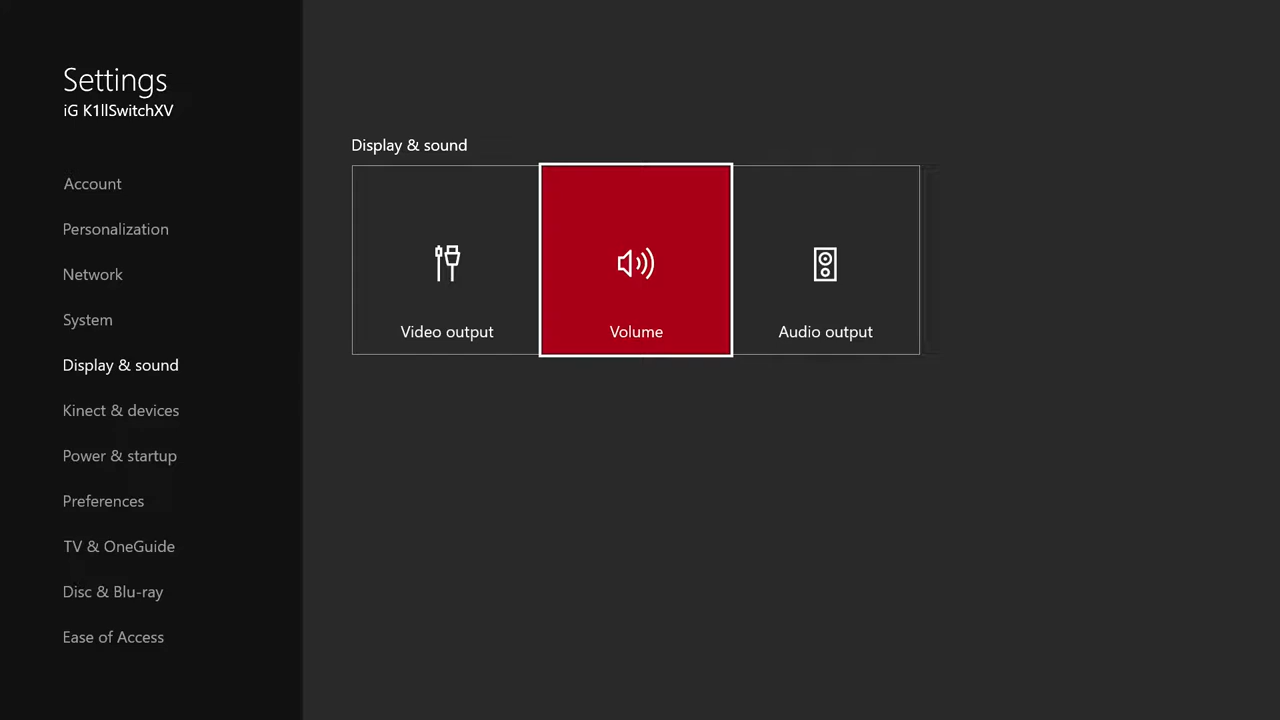 Settings
iG K1llSwitchXV
Account
Personalization
Network
System
Display & sound
Kinect & devices
Power & startup
Preferences
TV & OneGuide
Disc & Blu-ray
Ease of Access
Display & sound
Video output
Volume
Audio output